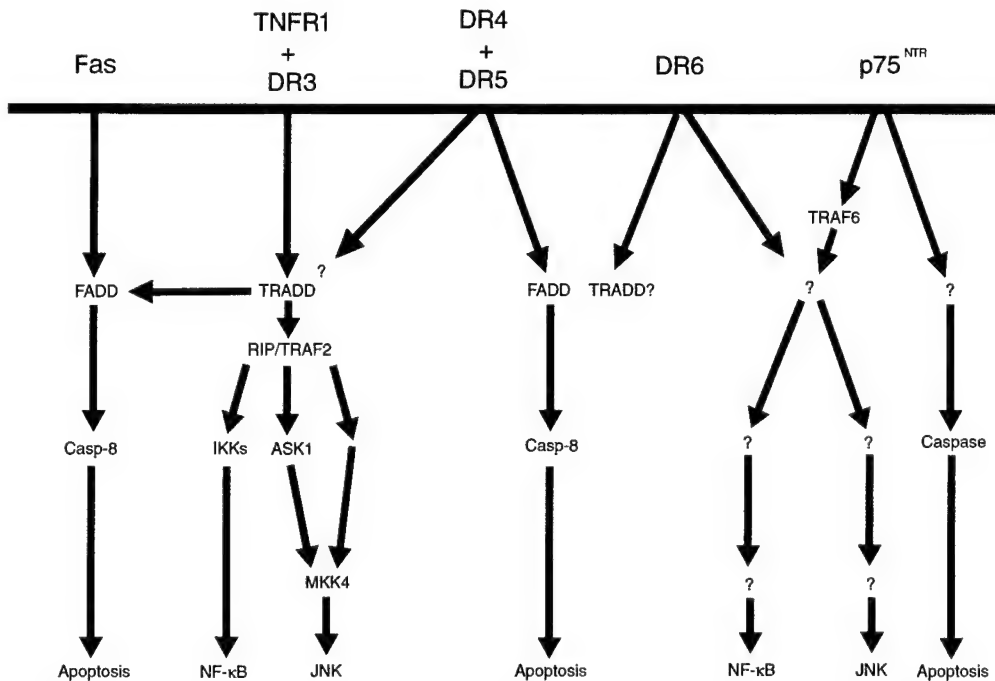 Fas
TNFR1
+
DR3
DR4
+
DR5
DR6
p75 NTR
TRAF6
?
FADD
TRADD
FADD
TRADD?
?
?
RIP/TRAF2
Casp-8
IKKs
ASK1
Casp-8
?
?
Caspase
MKK4
?
?
Apoptosis
NF-κB
JNK
Apoptosis
NF-κB
JNK
Apoptosis